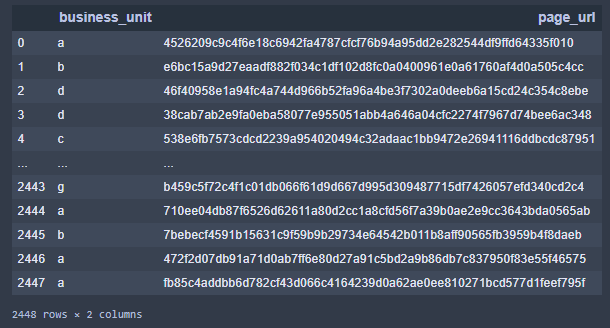 business_unit page_url
0 a 4526209c9c4f6e18c6942fa4787cfcf76b94a95dd2e282544df9ffd64335f010
1 b e6bc15a9d27eaadf882f034c1df102d8fc0a0400961e0a61760af4d0a505c4cc
2 d 46f40958e1a94fc4a744d966b52fa96a4be3f7302a0deeb6a15cd24c354c8ebe
3 d 38cab7ab2e9fa0eba58077e955051abb4a646a04cfc2274f7967d74bee6ac348
4 c 538e6fb7573cdcd2239a954020494c32adaac1bb9472e26941116ddbcdc87951
... ... ...
2443 g b459c5f72c4f1c01db066f61d9d667d995d309487715df7426057efd340cd2c4
2444 a 710ee04db87f6526d62611a80d2cc1a8cfd56f7a39b0ae2e9cc3643bda0565ab
2445 b 7bebecf4591b15631c9f59b9b29734e64542b011b8aff90565fb3959b4f8daeb
2446 a 472f2d07db91a71d0ab7ff6e80d27a91c5bd2a9b86db7c837950f83e55f46575
2447 a fb85c4addbb6d782cf43d066c4164239d0a62ae0ee810271bcd577d1feef795f
2448 rows × 2 columns